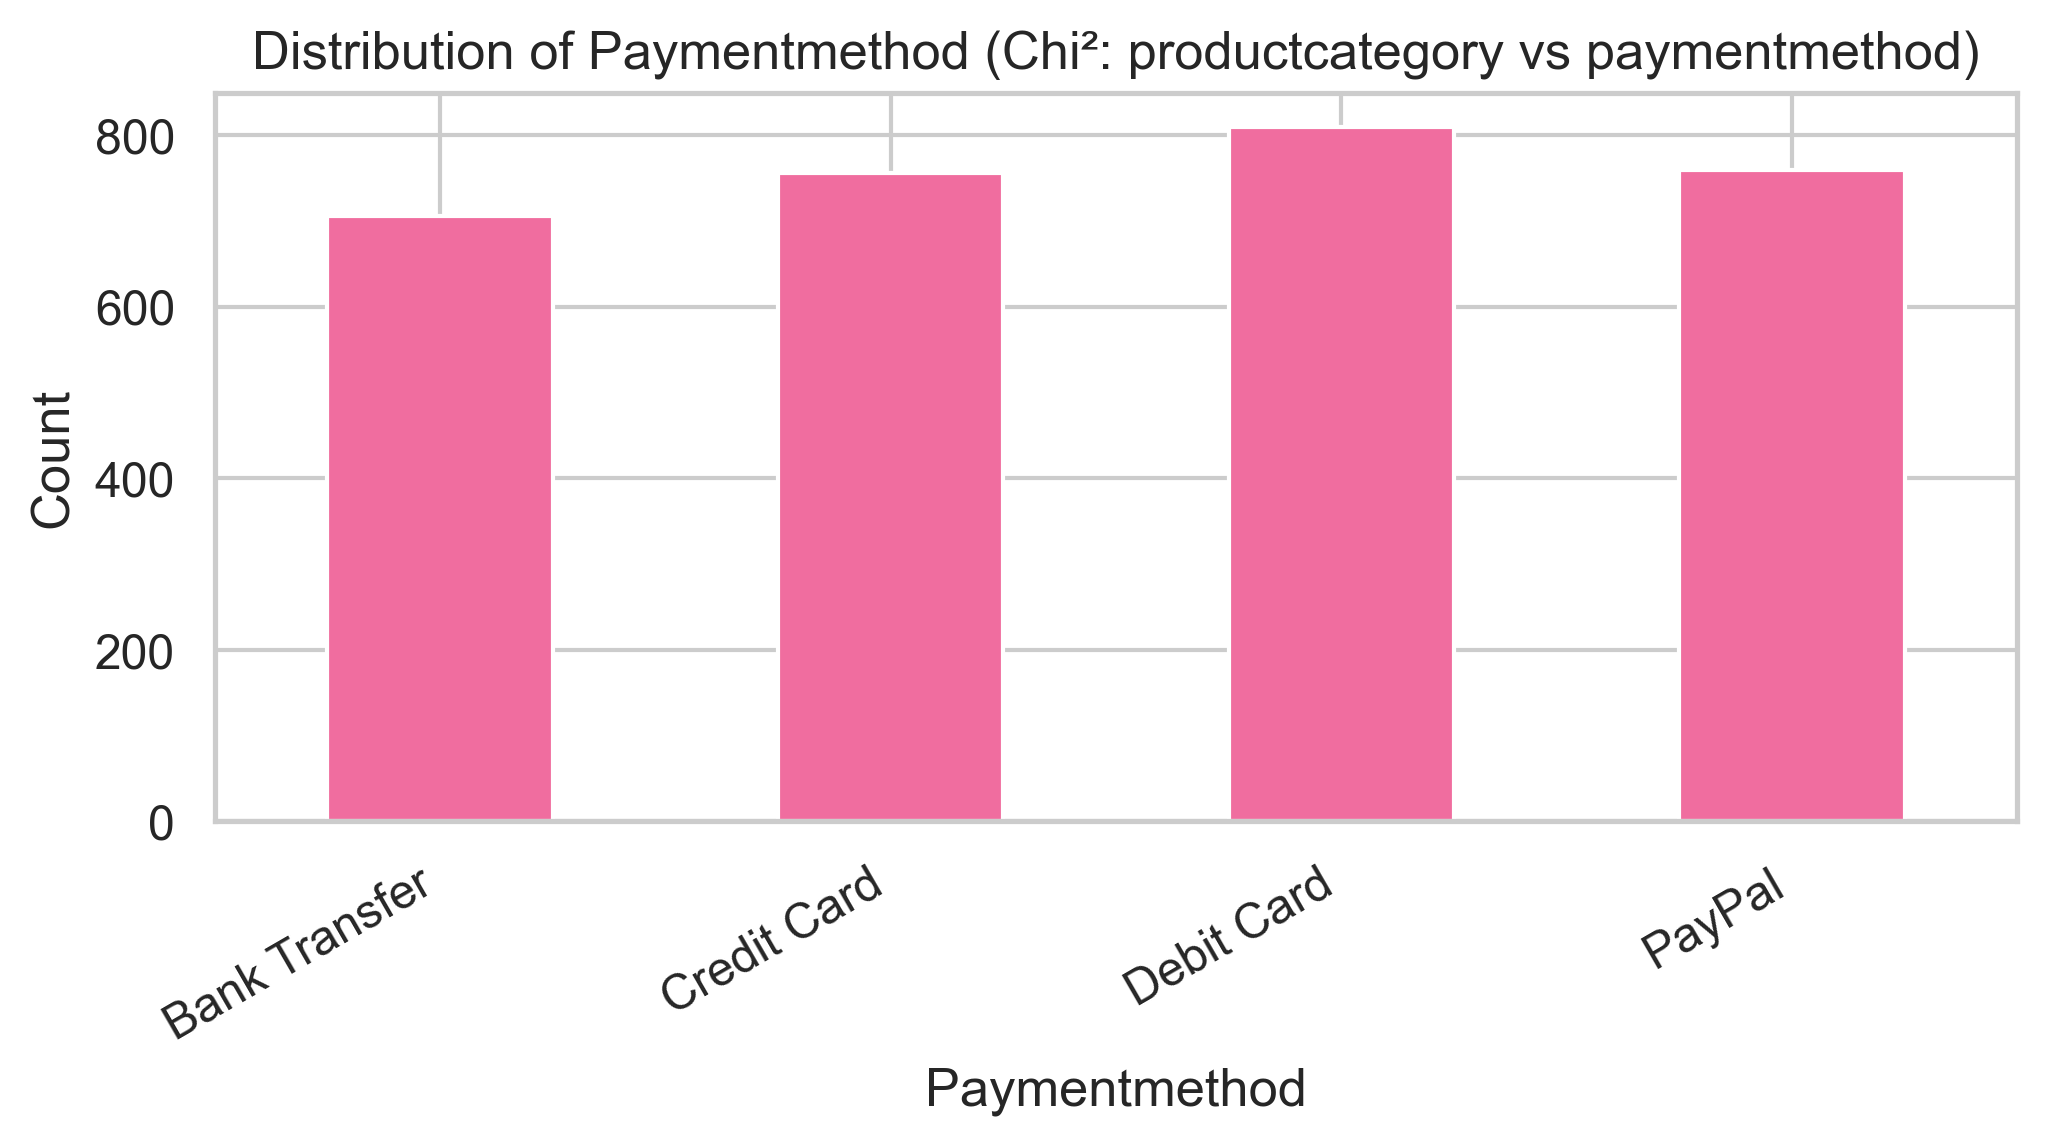 Distribution of Paymentmethod (Chi²: productcategory vs paymentmethod)
800
600
400
200
0
Count
Bank Transfer
Credit Card
Debit Card
PayPal
Paymentmethod